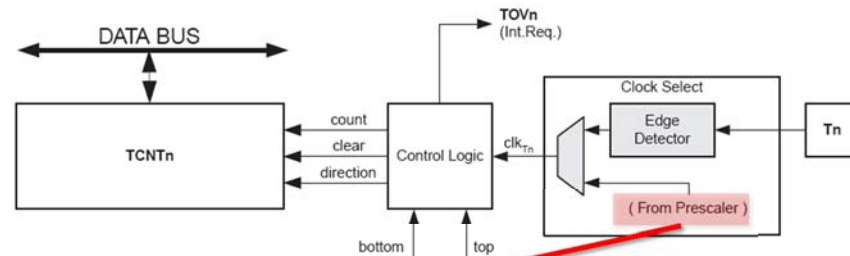 TOVn
(Int.Req.)
DATA BUS
Clock Select
count
clear
direction
TCNTn
Control Logic
clkTn
Edge
Detector
Tn
( From Prescaler )
bottom
top